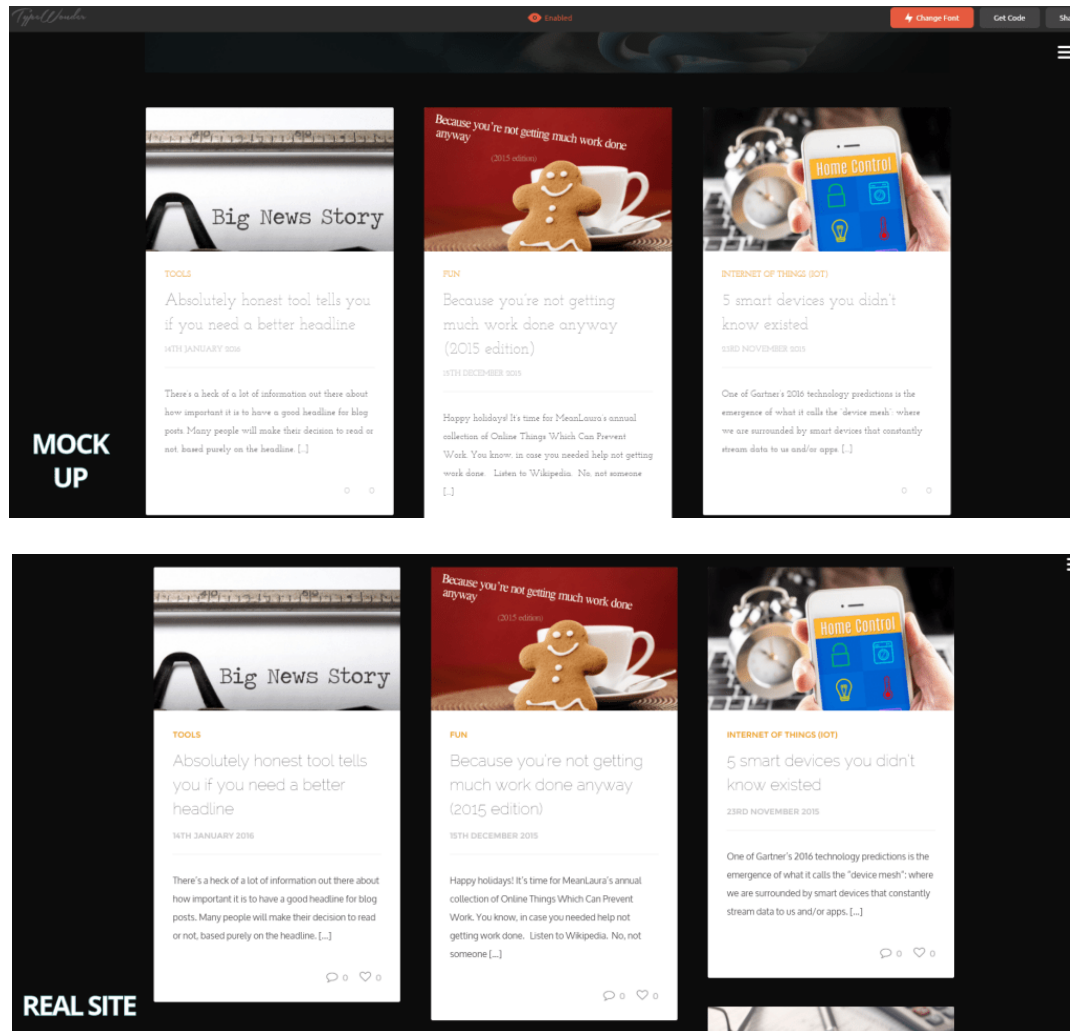 TypeWonder
Enabled
Change Font
Get Code
Sha
Big News Story
TOOLS
Absolutely honest tool tells you
if you need a better headline
14TH JANUARY 2016
There's a heck of a lot of information out there about
how important it is to have a good headline for blog
posts. Many people will make their decision to read or
not, based purely on the headline. [...]
0 0
Because you're not getting much work done
anyway
(2015 edition)
FUN
Because you're not getting
much work done anyway
(2015 edition)
15TH DECEMBER 2015
Happy holidays! It's time for MeanLaura's annual
collection of Online Things Which Can Prevent
Work. You know, in case you needed help not getting
work done. Listen to Wikipedia. No, not someone
[...]
Home Control
INTERNET OF THINGS (IOT)
5 smart devices you didn't
know existed
23RD NOVEMBER 2015
One of Gartner's 2016 technology predictions is the
emergence of what it calls the "device mesh": where
we are surrounded by smart devices that constantly
stream data to us and/or apps. [...]
0 0
MOCK
UP
Big News Story
TOOLS
Absolutely honest tool tells
you if you need a better
headline
14TH JANUARY 2016
There's a heck of a lot of information out there about
how important it is to have a good headline for blog
posts. Many people will make their decision to read
or not, based purely on the headline. [...]
0 0
Because you're not getting much work done
anyway
(2015 edition)
FUN
Because you're not getting
much work done anyway
(2015 edition)
15TH DECEMBER 2015
Happy holidays! It's time for MeanLaura's annual
collection of Online Things Which Can Prevent
Work. You know, in case you needed help not
getting work done. Listen to Wikipedia. No, not
someone [...]
0 0
Home Control
INTERNET OF THINGS (IOT)
5 smart devices you didn't
know existed
23RD NOVEMBER 2015
One of Gartner's 2016 technology predictions is the
emergence of what it calls the "device mesh": where
we are surrounded by smart devices that constantly
stream data to us and/or apps. [...]
0 0
REAL SITE